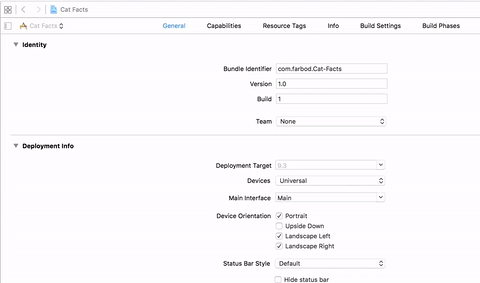 Cat Facts
Cat Facts General Capabilities Resource Tags Info Build Settings Build Phases
Identity
Bundle Identifier com.farbod.Cat-Facts
Version 1.0
Build 1
Team None
Deployment Info
Deployment Target 9.3
Devices Universal
Main Interface Main
Device Orientation Portrait
Upside Down
Landscape Left
Landscape Right
Status Bar Style Default
Hide status bar